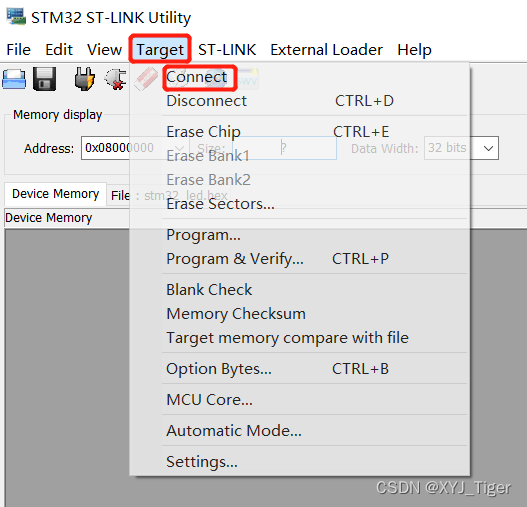 STM32 ST-LINK Utility
File Edit View Target ST-LINK External Loader Help
Connect
Disconnect CTRL+D
Memory display
Address: 0x08000000 Size: ? Data Width: 32 bits
Erase Chip CTRL+E
Erase Bank1
Erase Bank2
Erase Sectors...
Device Memory File : stm32_led.hex
Device Memory
Program...
Program & Verify... CTRL+P
Blank Check
Memory Checksum
Target memory compare with file
Option Bytes... CTRL+B
MCU Core...
Automatic Mode...
Settings...
CSDN @XYJ_Tiger